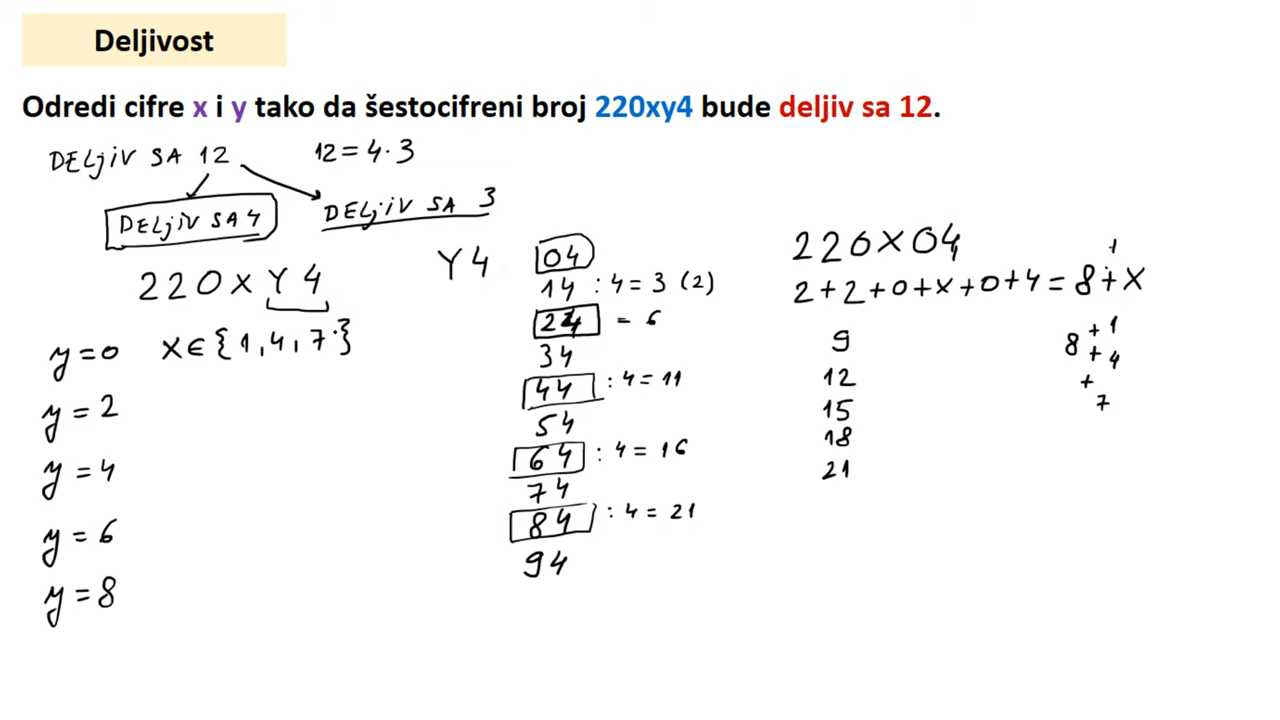 Deljivost
Odredi cifre x i y tako da šestocifreni broj 220xy4 bude deljiv sa 12.
DELJIV SA 12
12 = 4 · 3
DELJIV SA 4
DELJIV SA 3
220XY4
y = 0 X ∈ {1, 4, 7}
y = 2
y = 4
y = 6
y = 8
Y4
04
14 : 4 = 3 (2)
24 = 6
34
44 : 4 = 11
54
64 : 4 = 16
74
84 : 4 = 21
94
220X04
1
2 + 2 + 0 + X + 0 + 4 = 8 + X
9
12
15
18
21
+ 1
8 + 4
+
7